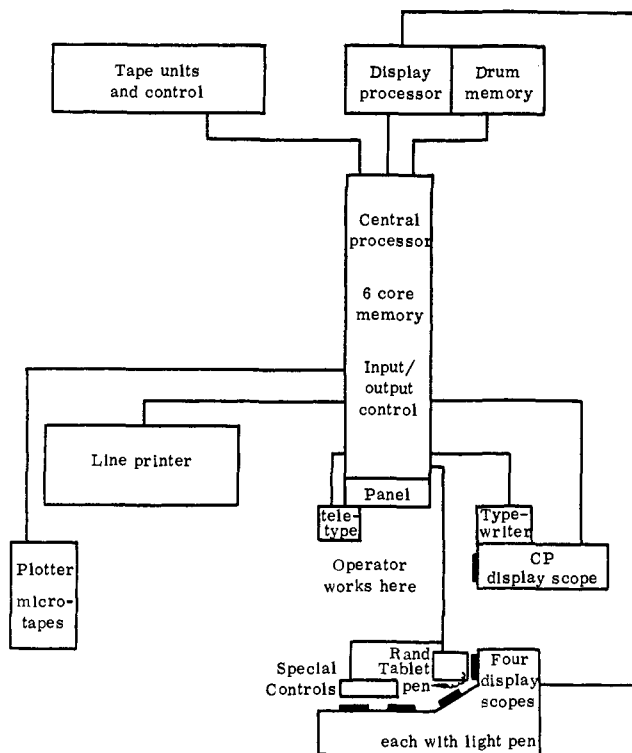 Tape units
and control
Display
processor
Drum
memory
Central
processor
6 core
memory
Input/
output
control
Line printer
Panel
tele-
type
Type-
writer
CP
display scope
Plotter
micro-
tapes
Operator
works here
Special
Controls
Rand
Tablet
pen
Four
display
scopes
each with light pen